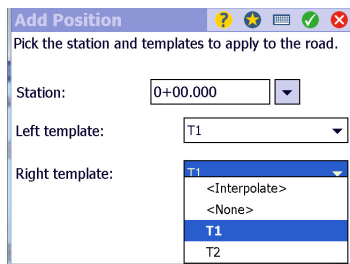 Add Position
Pick the station and templates to apply to the road.
Station: 0+00.000
Left template: T1
Right template: T1
<Interpolate>
<None>
T1
T2